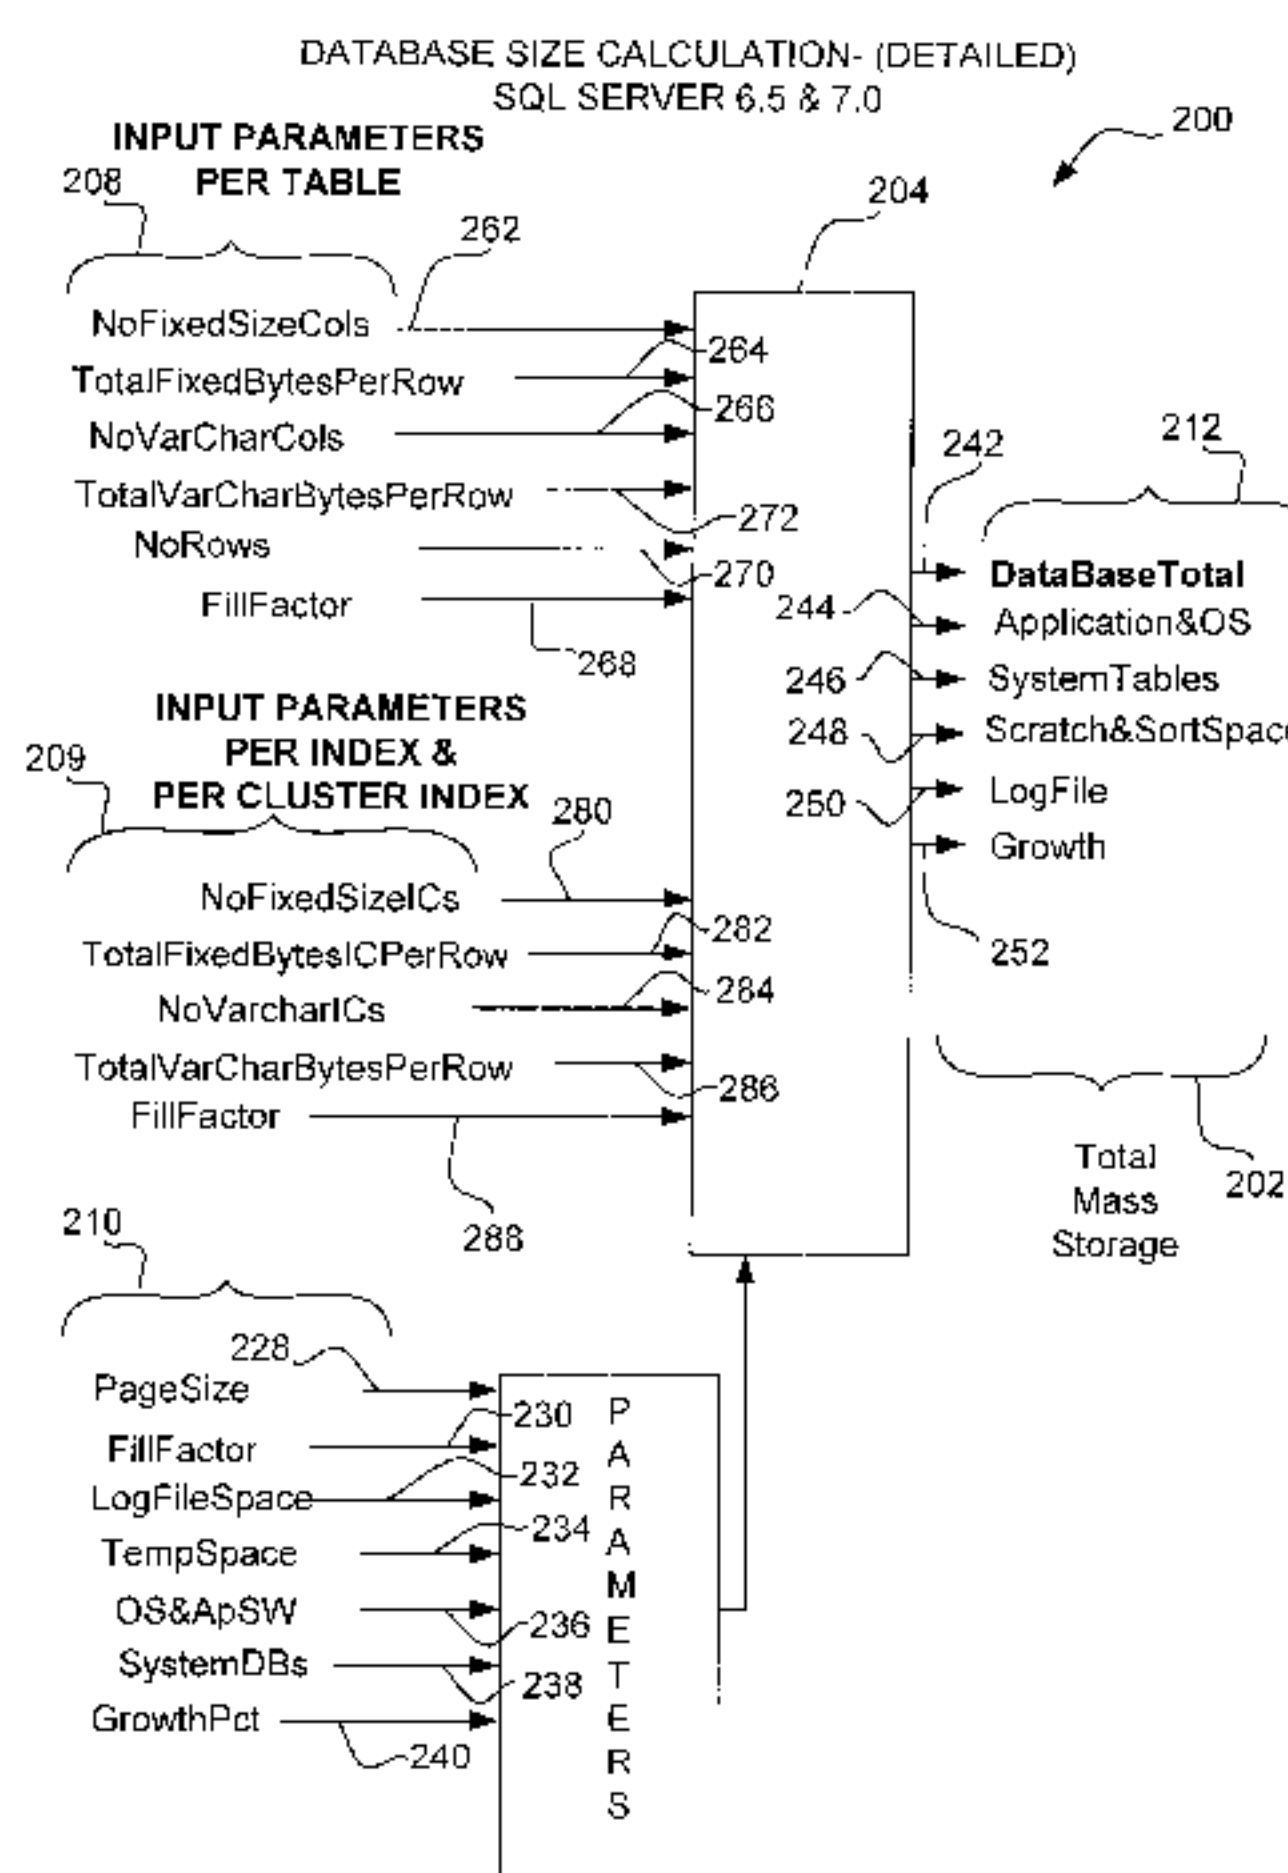 DATABASE SIZE CALCULATION- (DETAILED)
SQL SERVER 6.5 & 7.0
200
INPUT PARAMETERS
PER TABLE
208
262
204
NoFixedSizeCols
264
TotalFixedBytesPerRow
266
NoVarCharCols
TotalVarCharBytesPerRow
272
NoRows
270
FillFactor
268
242
212
DataBaseTotal
244
Application&OS
246
SystemTables
248
Scratch&SortSpace
250
LogFile
Growth
252
INPUT PARAMETERS
PER INDEX &
PER CLUSTER INDEX
209
280
NoFixedSizeICs
282
TotalFixedBytesICPerRow
284
NoVarcharICs
TotalVarCharBytesPerRow
286
FillFactor
288
Total
Mass
Storage
202
210
228
PageSize
230
FillFactor
232
LogFileSpace
234
TempSpace
OS&ApSW
236
SystemDBs
238
GrowthPct
240
PARAMETERS